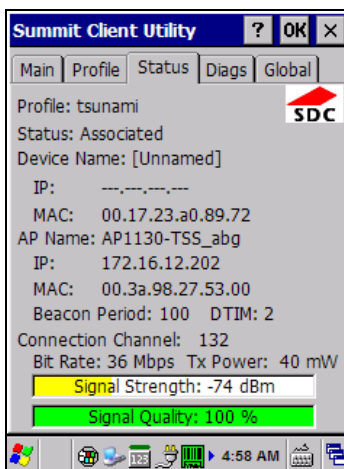 Summit Client Utility ? OK ×
Main Profile Status Diags Global
Profile: tsunami
SDC
Status: Associated
Device Name: [Unnamed]
IP: ---.---.---.---
MAC: 00.17.23.a0.89.72
AP Name: AP1130-TSS_abg
IP: 172.16.12.202
MAC: 00.3a.98.27.53.00
Beacon Period: 100 DTIM: 2
Connection Channel: 132
Bit Rate: 36 Mbps Tx Power: 40 mW
Signal Strength: -74 dBm
Signal Quality: 100 %
123 4:58 AM